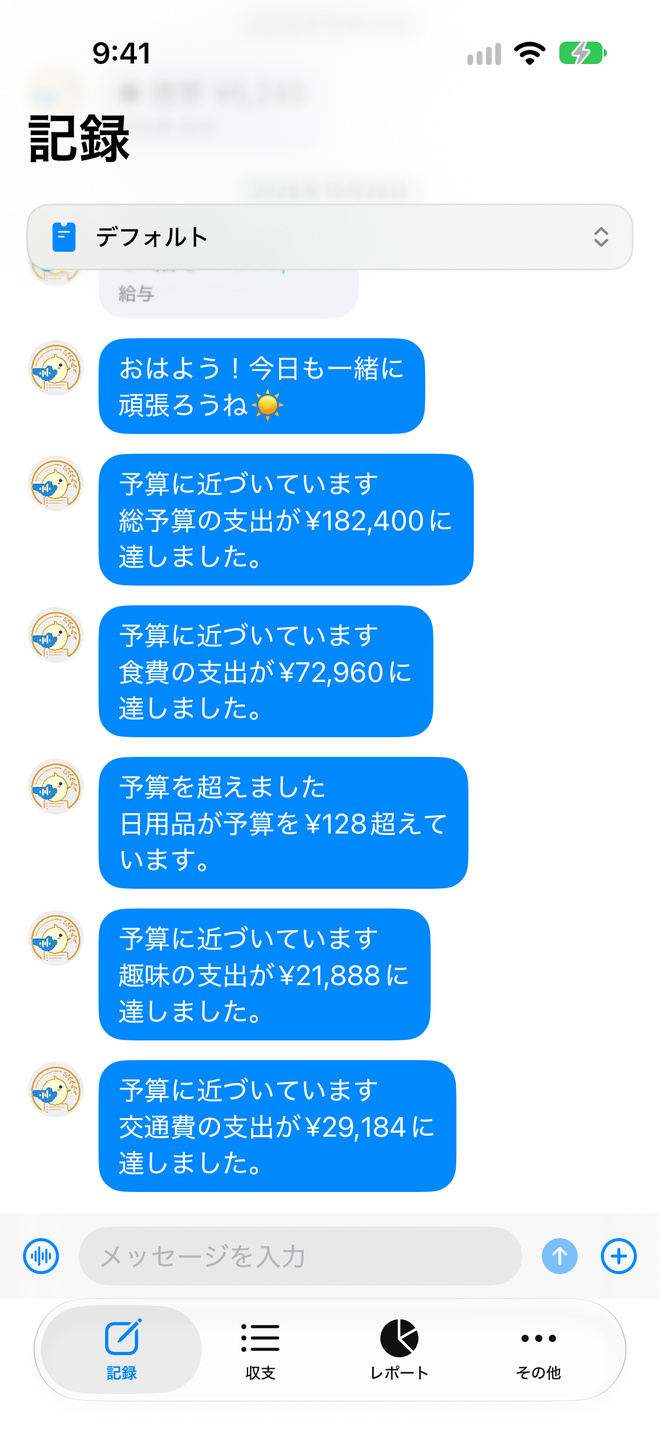 9:41
記録
デフォルト
給与
おはよう！今日も一緒に
頑張ろうね☀️
予算に近づいています
総予算の支出が¥182,400に
達しました。
予算に近づいています
食費の支出が¥72,960に
達しました。
予算を超えました
日用品が予算を¥128超えて
います。
予算に近づいています
趣味の支出が¥21,888に
達しました。
予算に近づいています
交通費の支出が¥29,184に
達しました。
メッセージを入力
記録
収支
レポート
その他